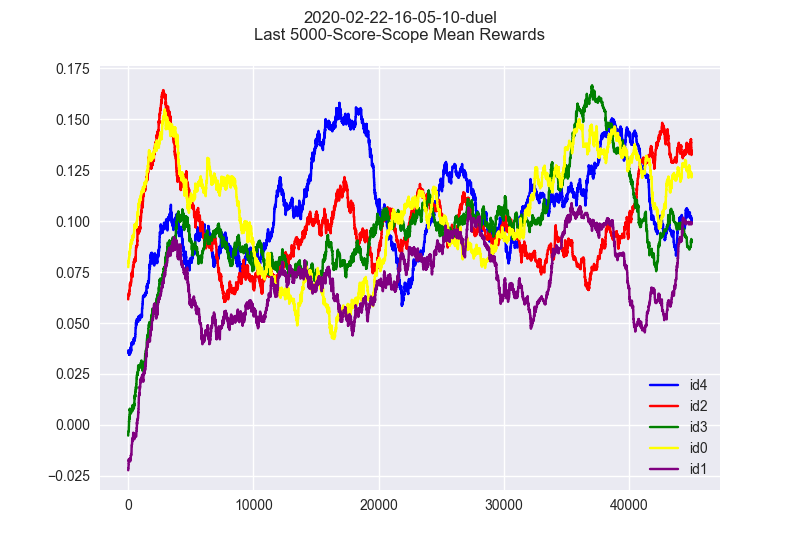 2020-02-22-16-05-10-duel
Last 5000-Score-Scope Mean Rewards
0.175
0.150
0.125
0.100
0.075
0.050
0.025
0.000
−0.025
0
10000
20000
30000
40000
id4
id2
id3
id0
id1